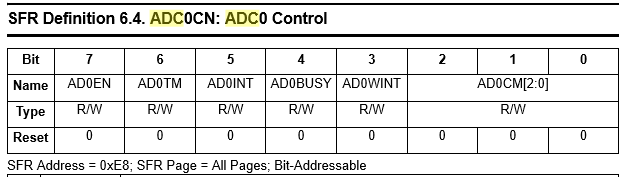 SFR Definition 6.4. ADC0CN: ADC0 Control
Bit 7 6 5 4 3 2 1 0
Name AD0EN AD0TM AD0INT AD0BUSY AD0WINT AD0CM[2:0]
Type R/W R/W R/W R/W R/W R/W
Reset 0 0 0 0 0 0 0 0
SFR Address = 0xE8; SFR Page = All Pages; Bit-Addressable